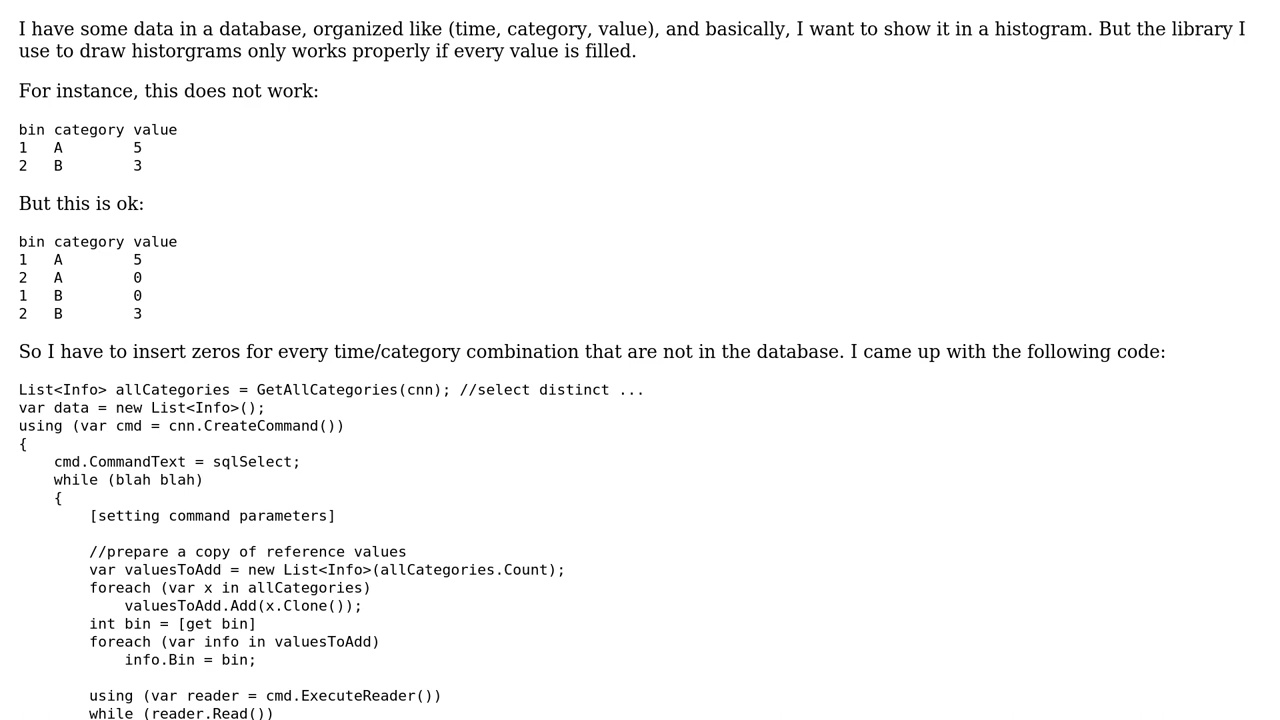 I have some data in a database, organized like (time, category, value), and basically, I want to show it in a histogram. But the library I
use to draw historgrams only works properly if every value is filled.
For instance, this does not work:
bin category value
1   A        5
2   B        3
But this is ok:
bin category value
1   A        5
2   A        0
1   B        0
2   B        3
So I have to insert zeros for every time/category combination that are not in the database. I came up with the following code:
List<Info> allCategories = GetAllCategories(cnn); //select distinct ...
var data = new List<Info>();
using (var cmd = cnn.CreateCommand())
{
    cmd.CommandText = sqlSelect;
    while (blah blah)
    {
        [setting command parameters]
        //prepare a copy of reference values
        var valuesToAdd = new List<Info>(allCategories.Count);
        foreach (var x in allCategories)
            valuesToAdd.Add(x.Clone());
        int bin = [get bin]
        foreach (var info in valuesToAdd)
            info.Bin = bin;
        using (var reader = cmd.ExecuteReader())
        while (reader.Read())